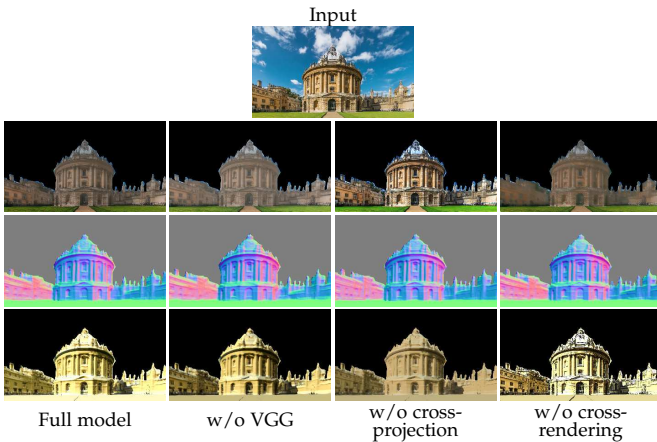 Input
Full model
w/o VGG
w/o cross-
projection
w/o cross-
rendering